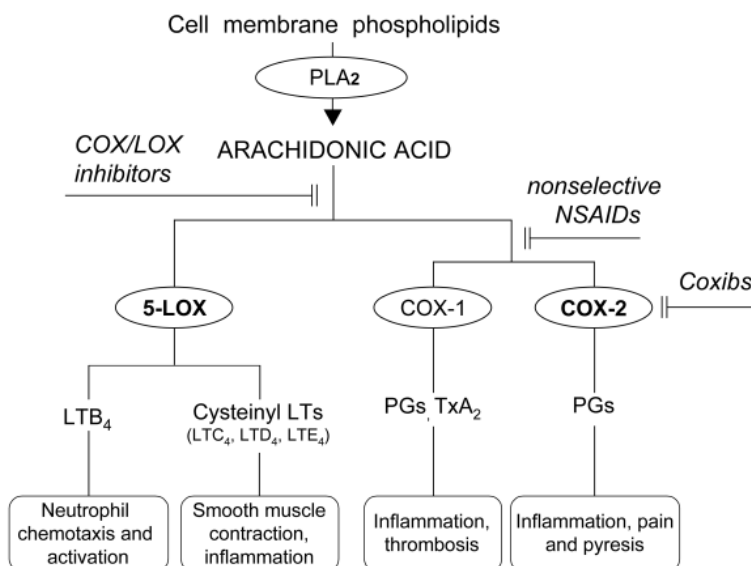 Cell membrane phospholipids
PLA2
COX/LOX
inhibitors
ARACHIDONIC ACID
nonselective
NSAIDs
Coxibs
5-LOX
COX-1
COX-2
LTB₄
Cysteinyl LTs
(LTC₄, LTD₄, LTE₄)
PGs, TxA₂
PGs
Neutrophil
chemotaxis and
activation
Smooth muscle
contraction,
inflammation
Inflammation,
thrombosis
Inflammation, pain
and pyresis